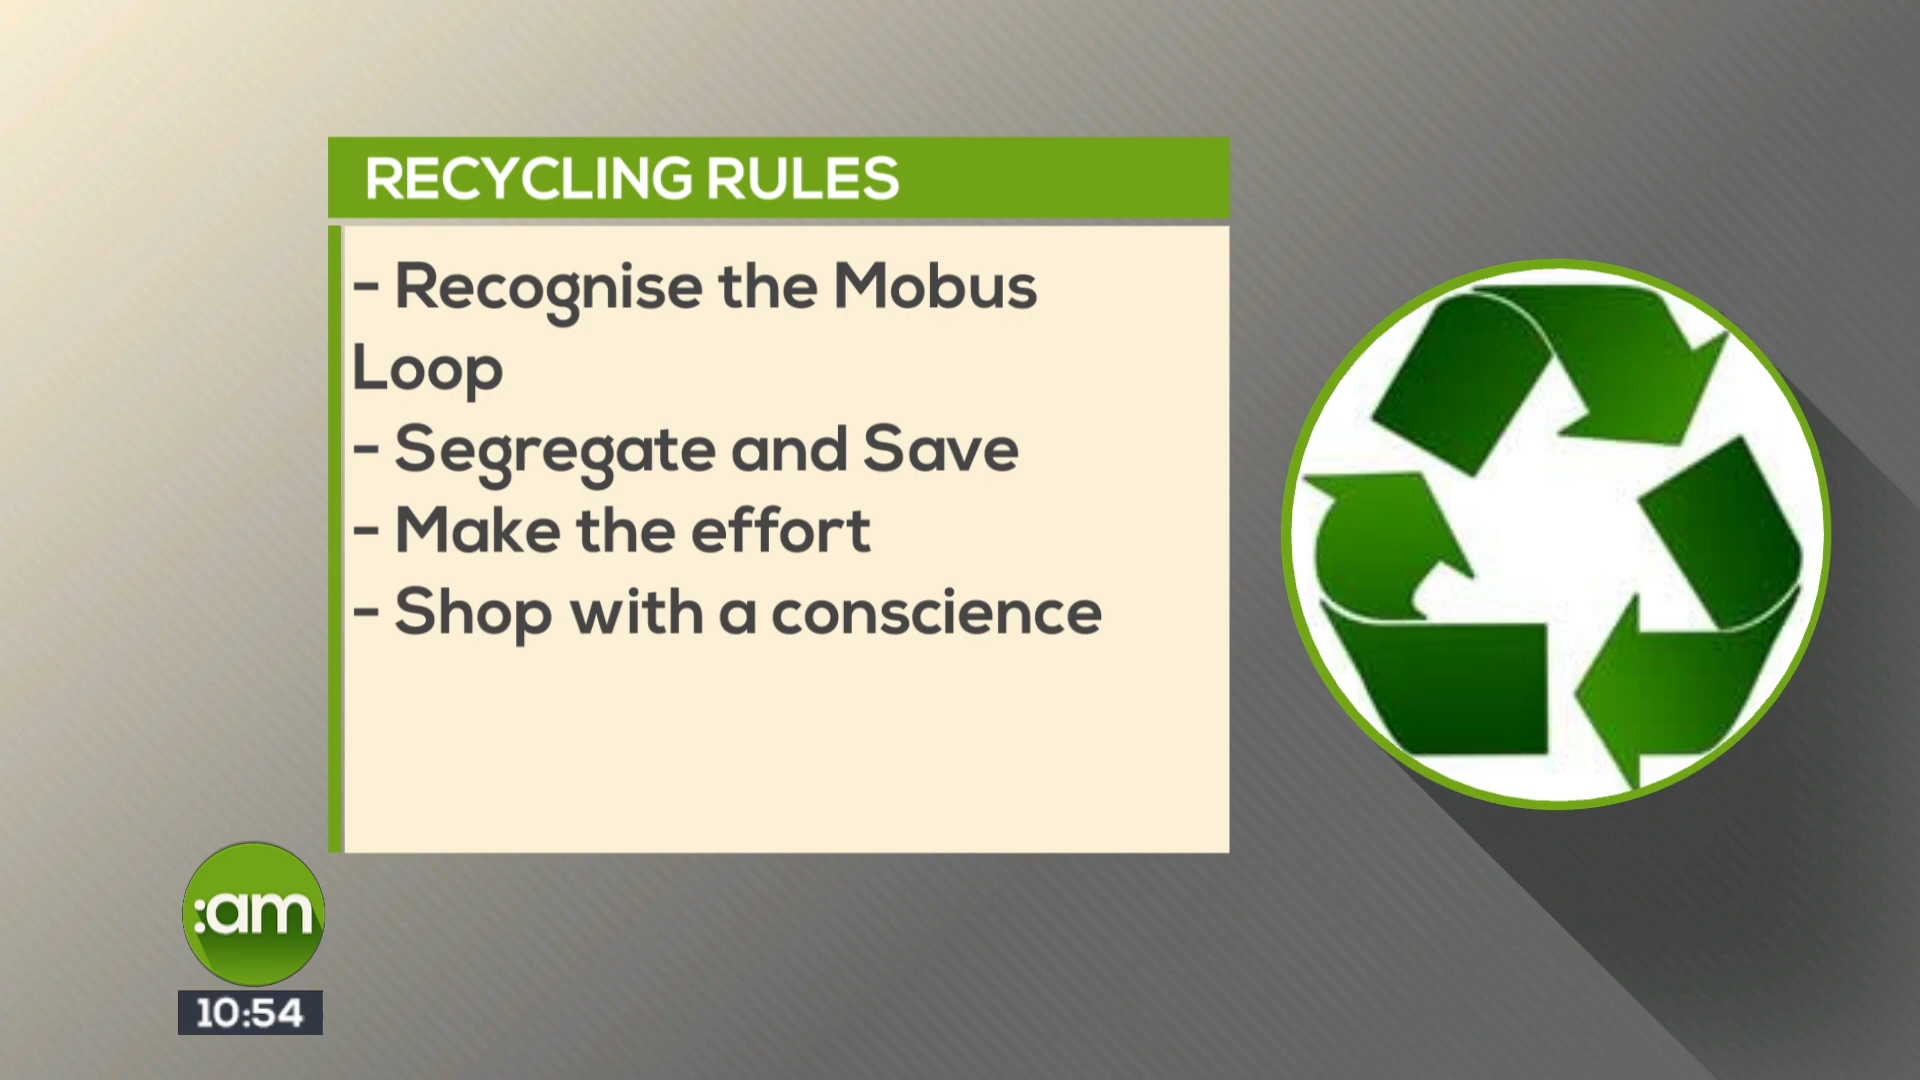 RECYCLING RULES
- Recognise the Mobus
Loop
- Segregate and Save
- Make the effort
- Shop with a conscience
:am
10:54